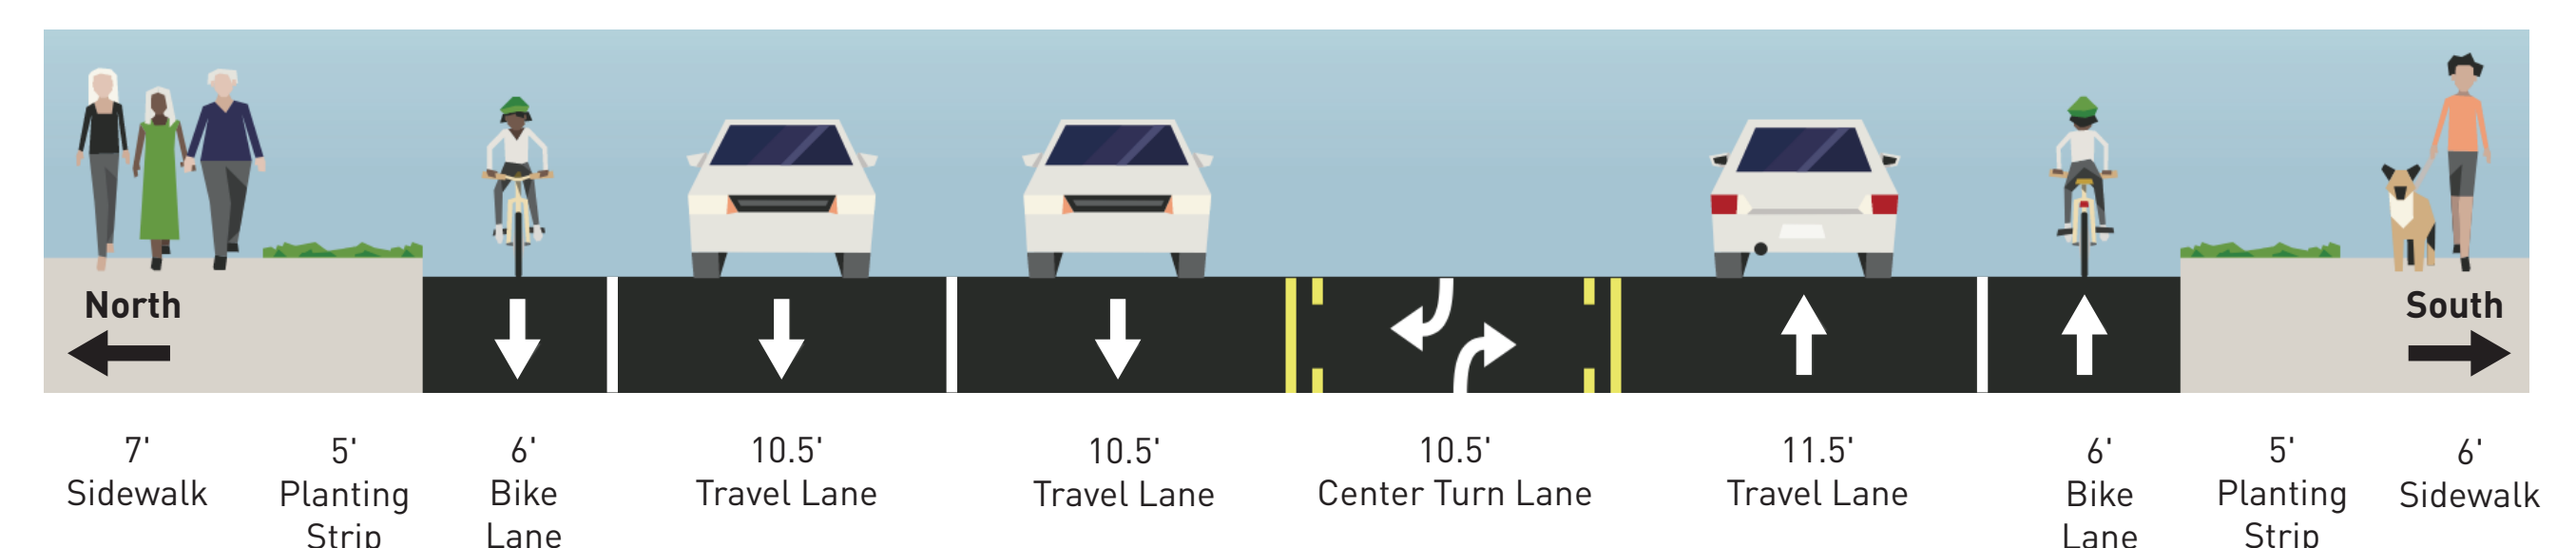 North
South
7'
Sidewalk
5'
Planting
Strip
6'
Bike
Lane
10.5'
Travel Lane
10.5'
Travel Lane
10.5'
Center Turn Lane
11.5'
Travel Lane
6'
Bike
Lane
5'
Planting
Strip
6'
Sidewalk